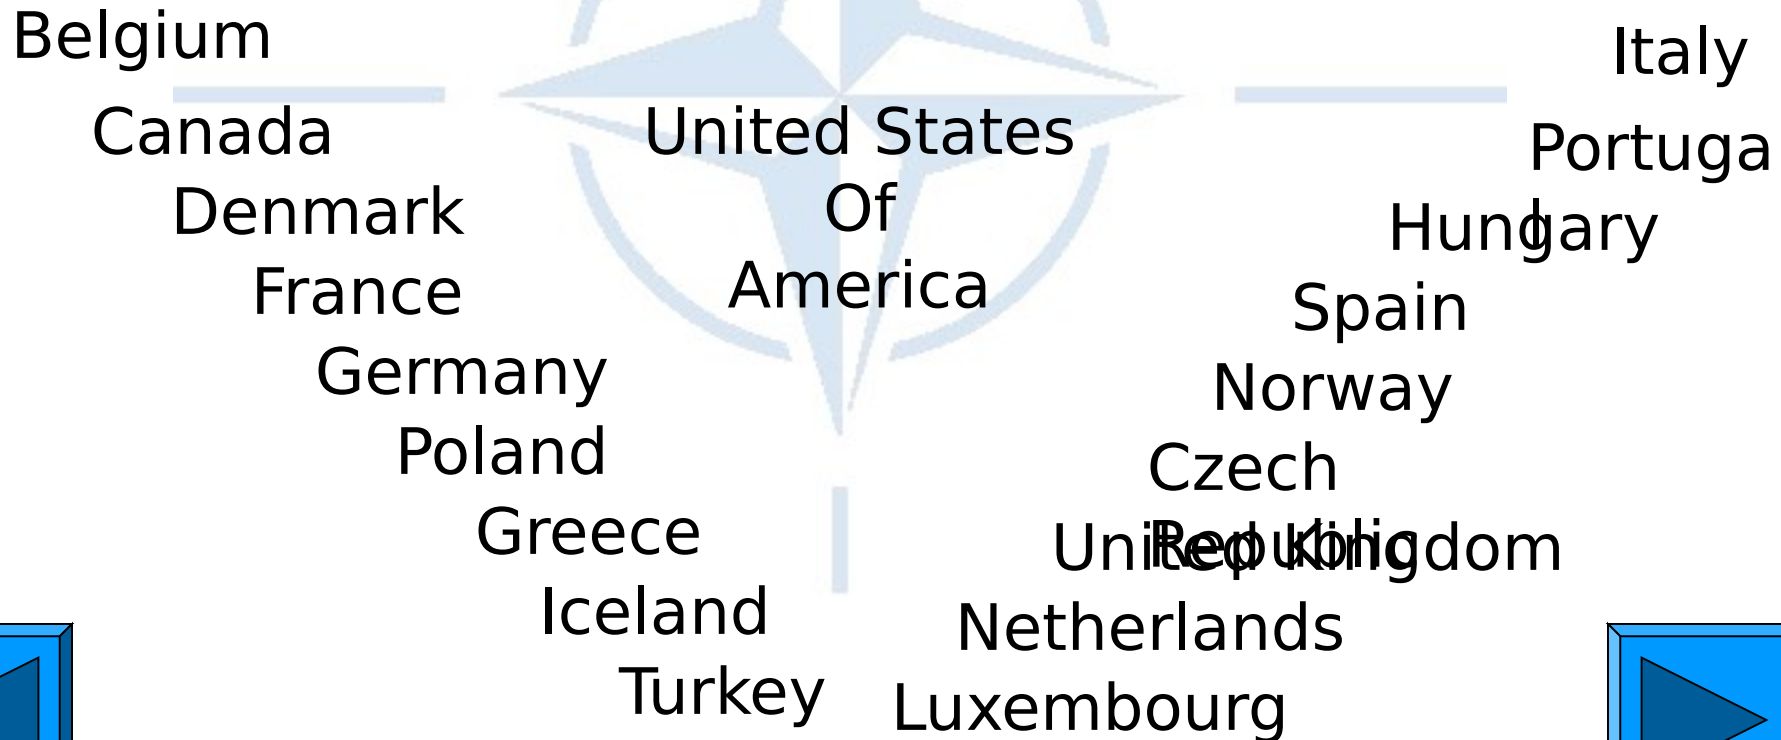 Belgium
Canada
Denmark
France
Germany
Poland
Greece
Iceland
Turkey
United States
Of
America
Italy
Portuga
l
Hungary
Spain
Norway
Czech
Republic
United Kingdom
Netherlands
Luxembourg